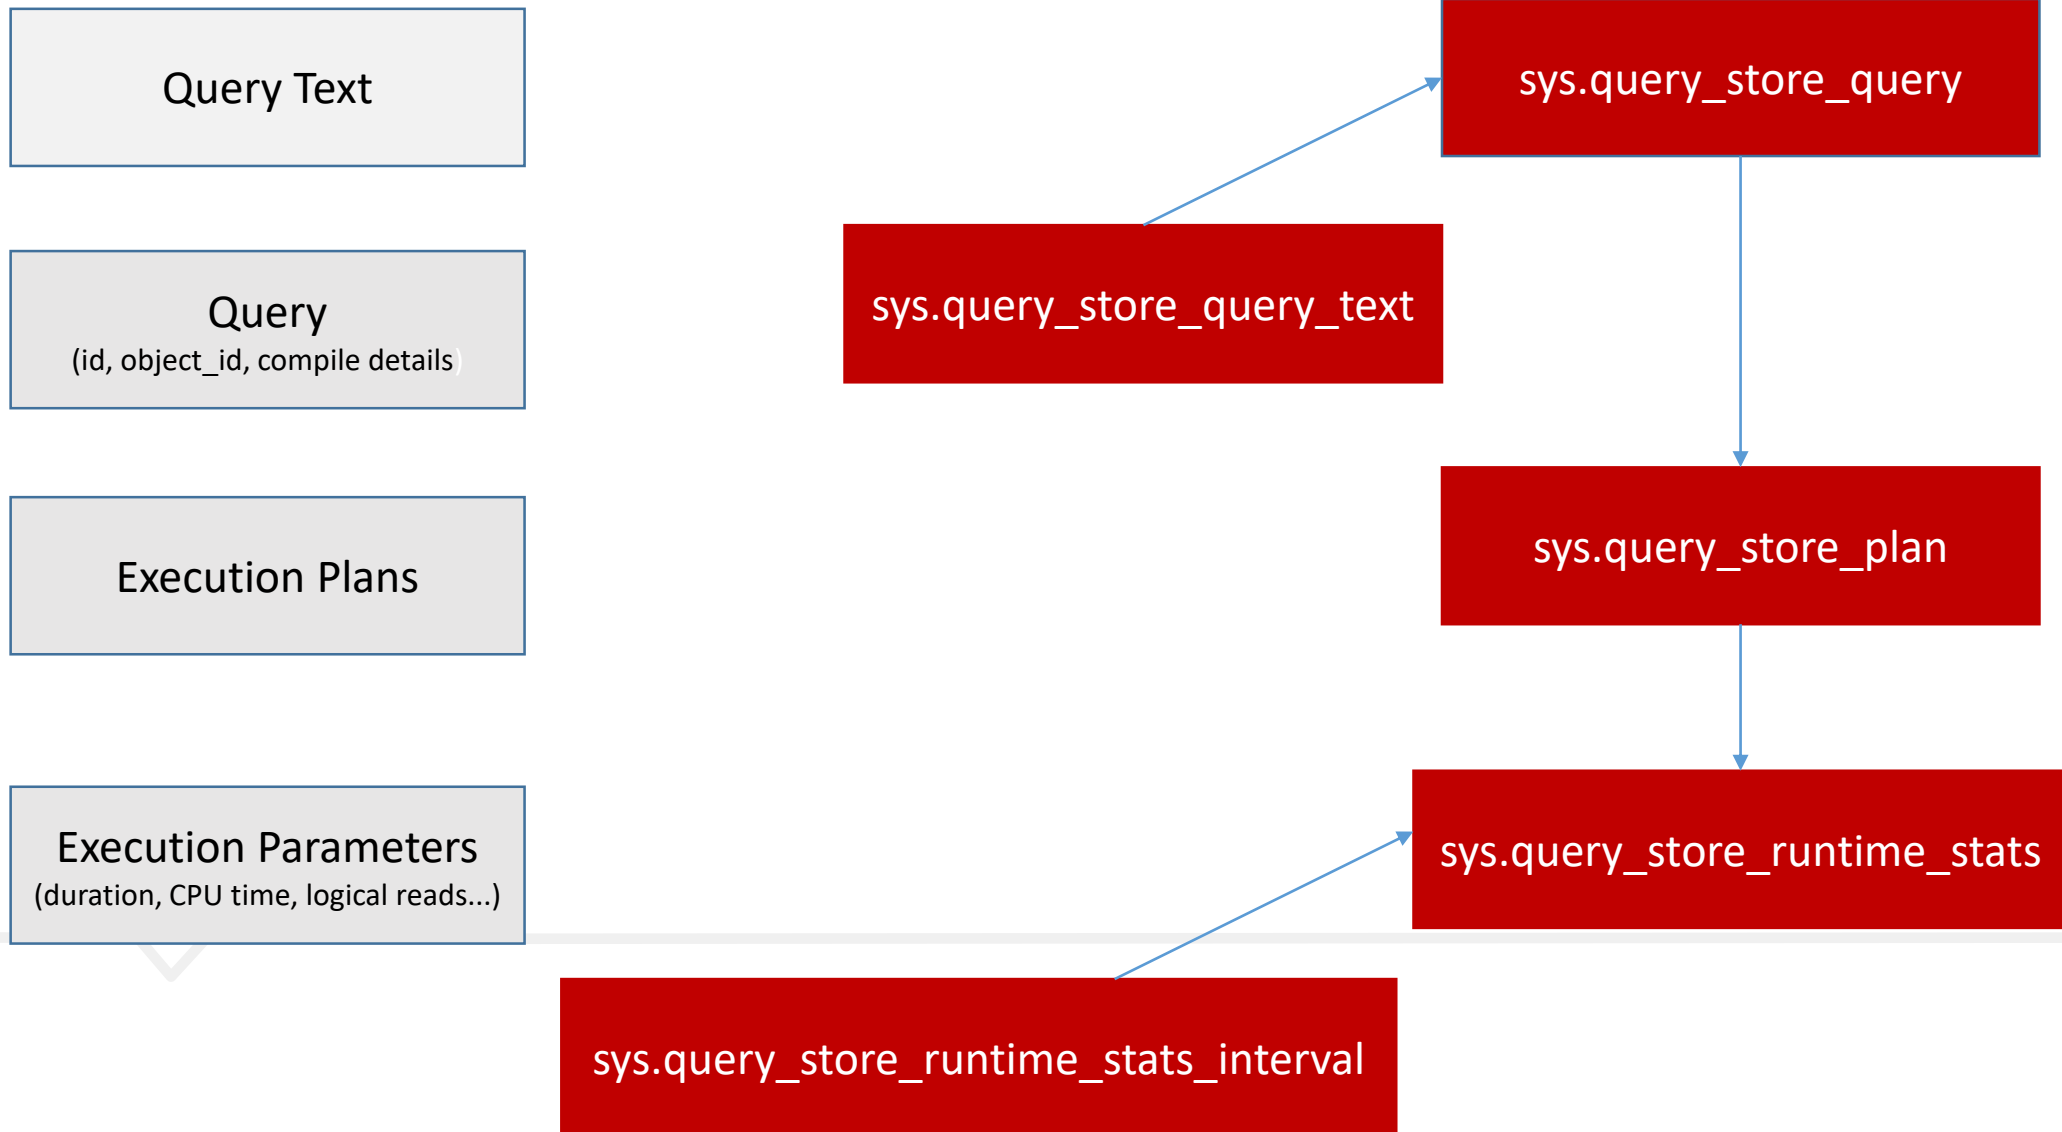 Query Text
sys.query_store_query
Query
(id, object_id, compile details)
sys.query_store_query_text
Execution Plans
sys.query_store_plan
Execution Parameters
(duration, CPU time, logical reads...)
sys.query_store_runtime_stats
sys.query_store_runtime_stats_interval